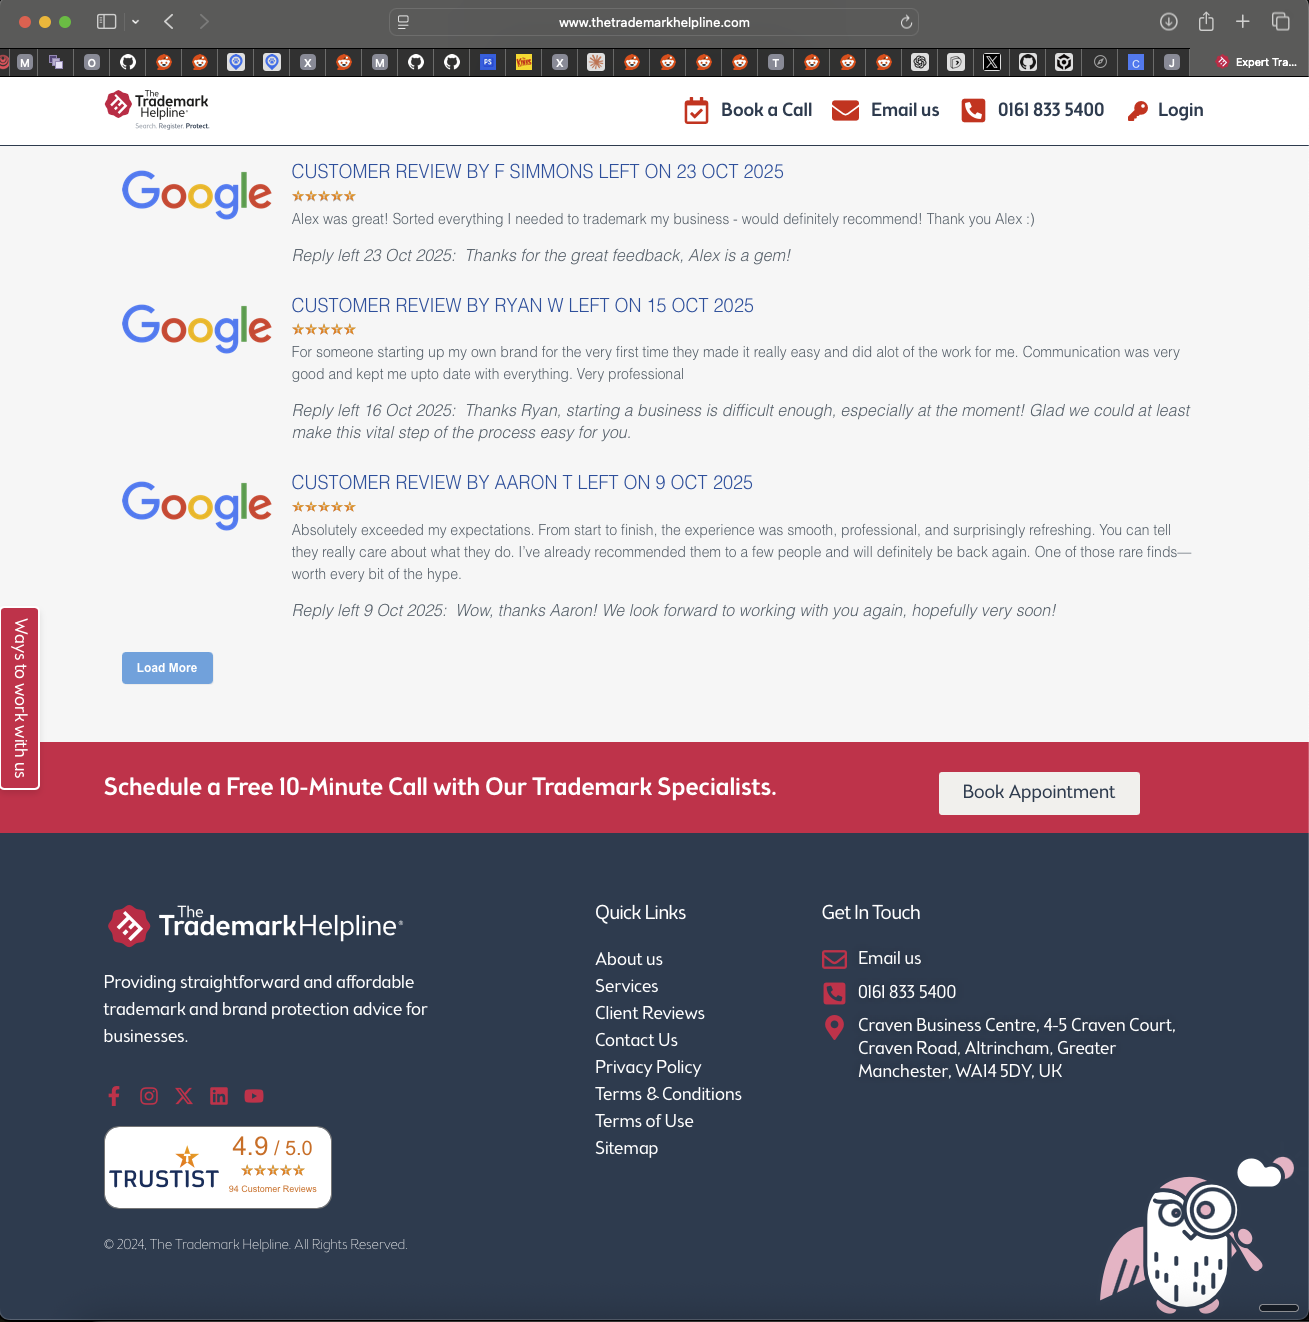 www.thetrademarkhelpline.com
M
O
X
M
PS
X
T
C
J
Expert Tra...
The
Trademark
Helpline
Search. Register. Protect.
Book a Call
Email us
0161 833 5400
Login
Google
CUSTOMER REVIEW BY F SIMMONS LEFT ON 23 OCT 2025
Alex was great! Sorted everything I needed to trademark my business - would definitely recommend! Thank you Alex :)
Reply left 23 Oct 2025: Thanks for the great feedback, Alex is a gem!
Google
CUSTOMER REVIEW BY RYAN W LEFT ON 15 OCT 2025
For someone starting up my own brand for the very first time they made it really easy and did alot of the work for me. Communication was very
good and kept me upto date with everything. Very professional
Reply left 16 Oct 2025: Thanks Ryan, starting a business is difficult enough, especially at the moment! Glad we could at least
make this vital step of the process easy for you.
Google
CUSTOMER REVIEW BY AARON T LEFT ON 9 OCT 2025
Absolutely exceeded my expectations. From start to finish, the experience was smooth, professional, and surprisingly refreshing. You can tell
they really care about what they do. I've already recommended them to a few people and will definitely be back again. One of those rare finds—
worth every bit of the hype.
Reply left 9 Oct 2025: Wow, thanks Aaron! We look forward to working with you again, hopefully very soon!
Load More
Ways to work with us
Schedule a Free 10-Minute Call with Our Trademark Specialists.
Book Appointment
The
TrademarkHelpline®
Providing straightforward and affordable
trademark and brand protection advice for
businesses.
TRUSTIST
4.9 / 5.0
94 Customer Reviews
© 2024, The Trademark Helpline. All Rights Reserved.
Quick Links
About us
Services
Client Reviews
Contact Us
Privacy Policy
Terms & Conditions
Terms of Use
Sitemap
Get In Touch
Email us
0161 833 5400
Craven Business Centre, 4-5 Craven Court,
Craven Road, Altrincham, Greater
Manchester, WA14 5DY, UK